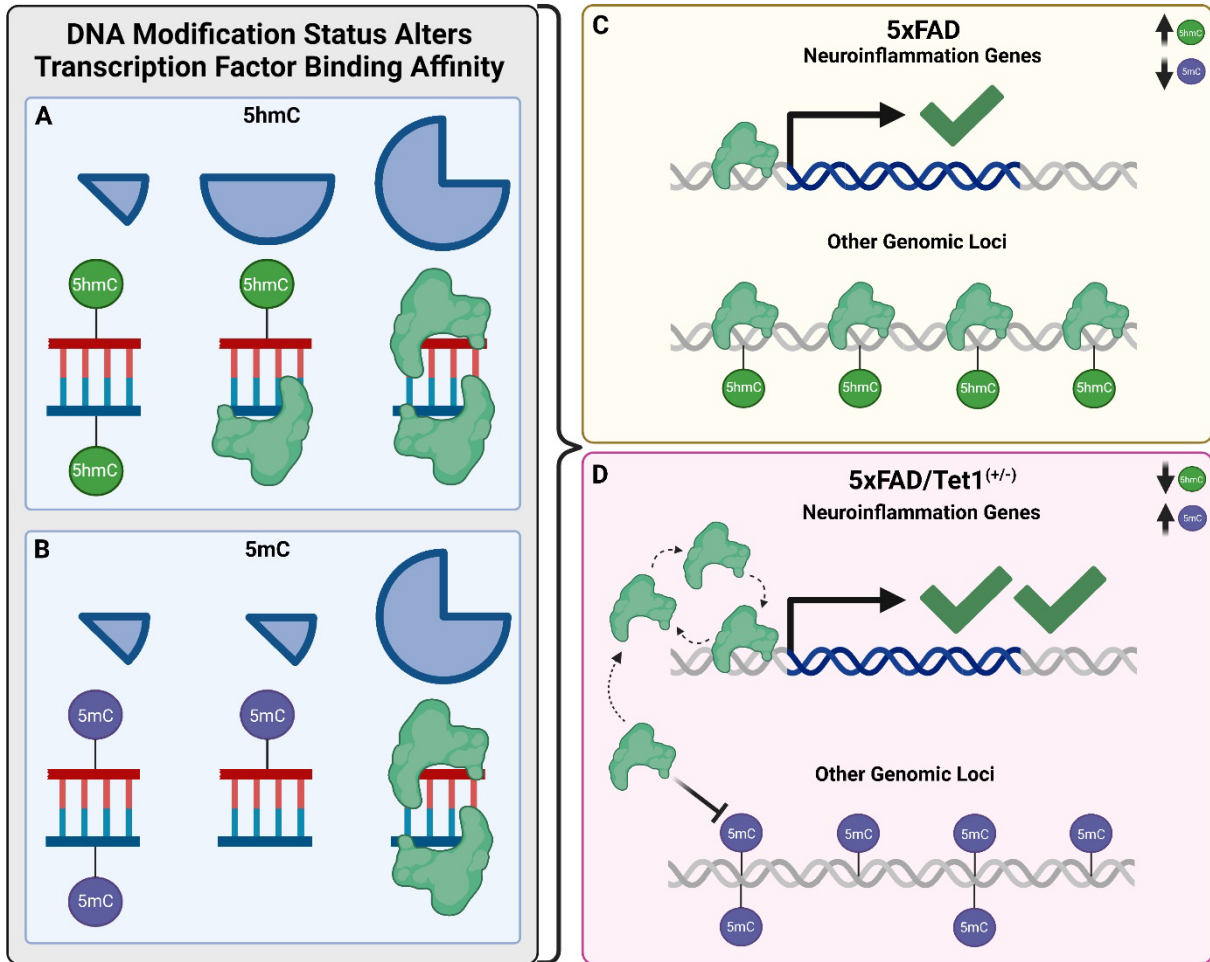 DNA Modification Status Alters
Transcription Factor Binding Affinity
A
5hmC
5hmC
5hmC
5hmC
B
5mC
5mC
5mC
5mC
C
5xFAD
Neuroinflammation Genes
5hmC
5mC
Other Genomic Loci
5hmC
5hmC
5hmC
5hmC
D
5xFAD/Tet1(+/-)
Neuroinflammation Genes
5hmC
5mC
Other Genomic Loci
5mC
5mC
5mC
5mC
5mC
5mC